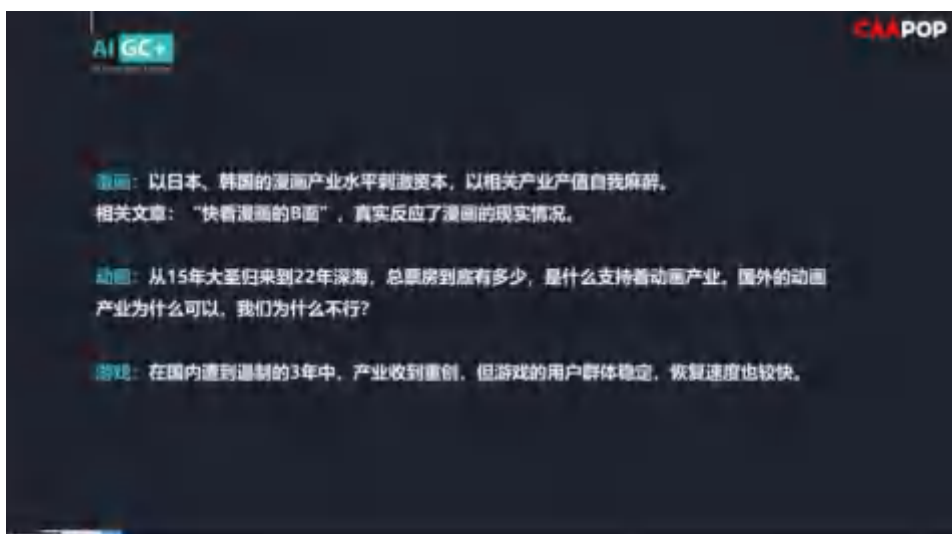 AIGC+
CAAPOP
漫画：以日本、韩国的漫画产业水平刺激资本，以相关产业产值自我麻醉。
相关文章：“快看漫画的B面”，真实反应了漫画的现实情况。
动画：从15年大圣归来到22年深海，总票房到底有多少，是什么支持着动画产业，国外的动画
产业为什么可以，我们为什么不行？
游戏：在国内遭到遏制的3年中，产业收到重创，但游戏的用户群体稳定，恢复速度也较快。